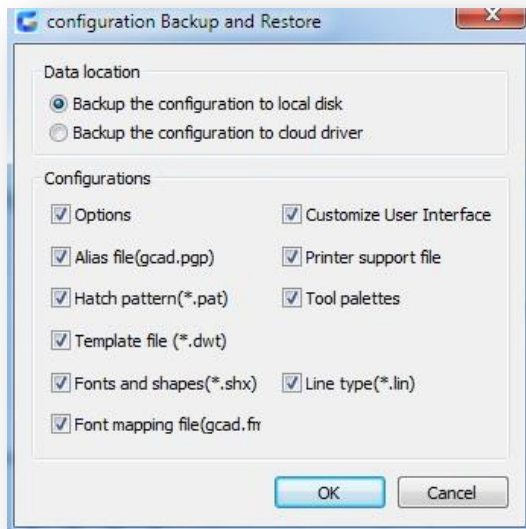 configuration Backup and Restore
Data location
Backup the configuration to local disk
Backup the configuration to cloud driver
Configurations
Options
Customize User Interface
Alias file(gcad.pgp)
Printer support file
Hatch pattern(*.pat)
Tool palettes
Template file (*.dwt)
Fonts and shapes(*.shx)
Line type(*.lin)
Font mapping file(gcad.fm
OK
Cancel